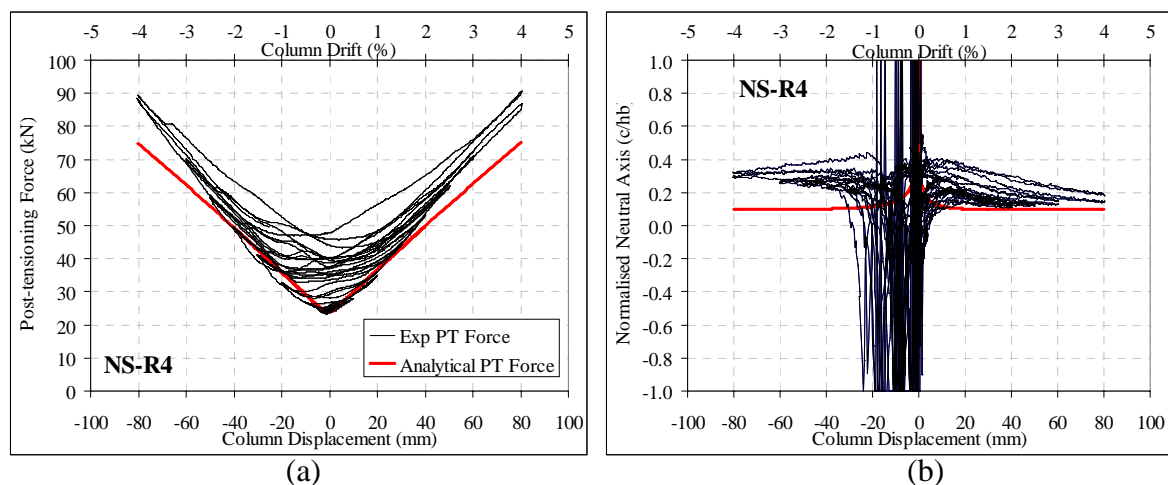 -5 -4 -3 -2 -1 0 1 2 3 4 5
Column Drift (%)
Post-tensioning Force (kN)
100
90
80
70
60
50
40
30
20
10
0
NS-R4
Exp PT Force
Analytical PT Force
-100 -80 -60 -40 -20 0 20 40 60 80 100
Column Displacement (mm)
(a)
-5 -4 -3 -2 -1 0 1 2 3 4 5
Column Drift (%)
Normalised Neutral Axis (c/hb)
1.0
0.8
0.6
0.4
0.2
0.0
-0.2
-0.4
-0.6
-0.8
-1.0
NS-R4
-100 -80 -60 -40 -20 0 20 40 60 80 100
Column Displacement (mm)
(b)